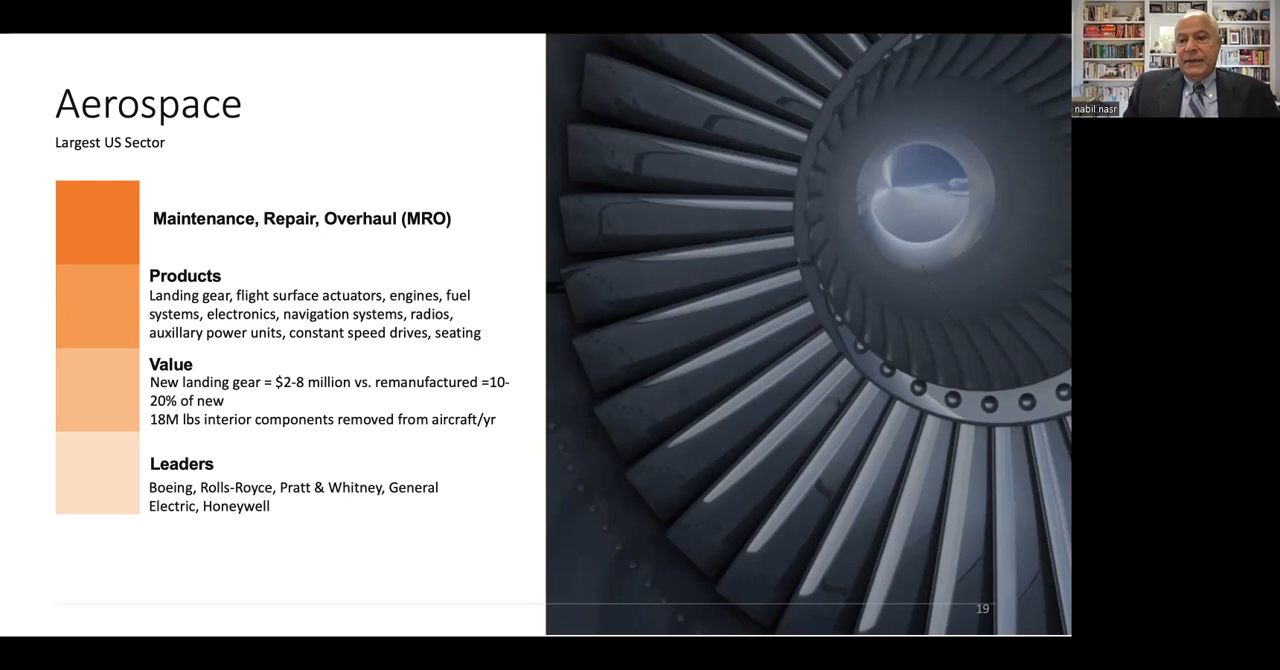 Aerospace
Largest US Sector
Maintenance, Repair, Overhaul (MRO)
Products
Landing gear, flight surface actuators, engines, fuel
systems, electronics, navigation systems, radios,
auxillary power units, constant speed drives, seating
Value
New landing gear = $2-8 million vs. remanufactured =10-
20% of new
18M lbs interior components removed from aircraft/yr
Leaders
Boeing, Rolls-Royce, Pratt & Whitney, General
Electric, Honeywell
19
nabil nasr